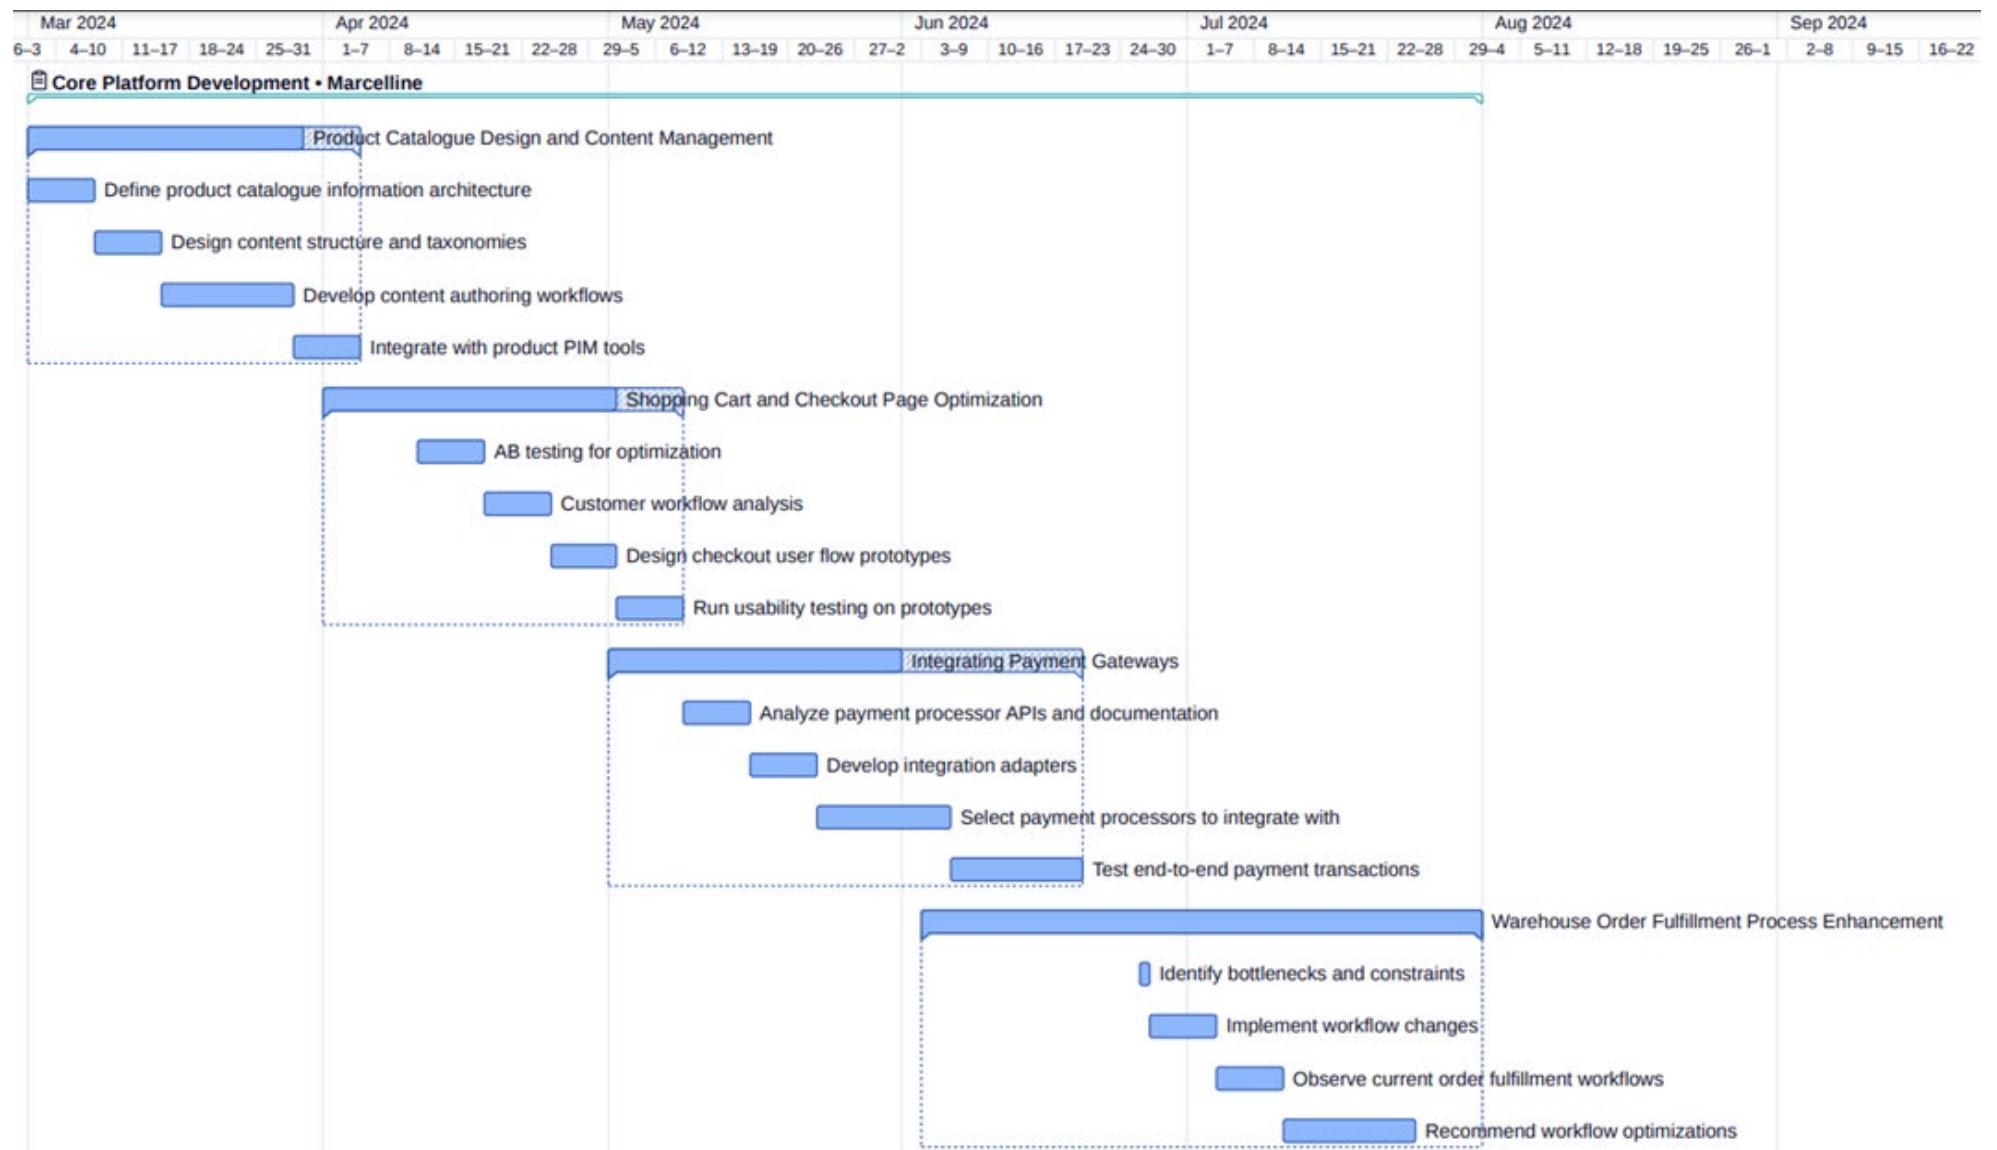 Mar 2024 Apr 2024 May 2024 Jun 2024 Jul 2024 Aug 2024 Sep 2024
6–3 4–10 11–17 18–24 25–31 1–7 8–14 15–21 22–28 29–5 6–12 13–19 20–26 27–2 3–9 10–16 17–23 24–30 1–7 8–14 15–21 22–28 29–4 5–11 12–18 19–25 26–1 2–8 9–15 16–22
Core Platform Development • Marcelline
Product Catalogue Design and Content Management
Define product catalogue information architecture
Design content structure and taxonomies
Develop content authoring workflows
Integrate with product PIM tools
Shopping Cart and Checkout Page Optimization
AB testing for optimization
Customer workflow analysis
Design checkout user flow prototypes
Run usability testing on prototypes
Integrating Payment Gateways
Analyze payment processor APIs and documentation
Develop integration adapters
Select payment processors to integrate with
Test end-to-end payment transactions
Warehouse Order Fulfillment Process Enhancement
Identify bottlenecks and constraints
Implement workflow changes
Observe current order fulfillment workflows
Recommend workflow optimizations